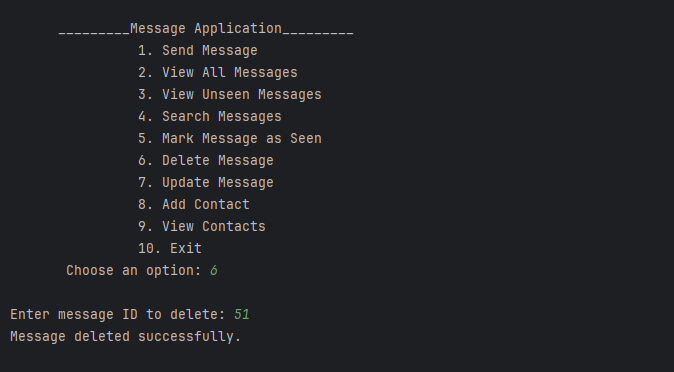 _________Message Application_________
1. Send Message
2. View All Messages
3. View Unseen Messages
4. Search Messages
5. Mark Message as Seen
6. Delete Message
7. Update Message
8. Add Contact
9. View Contacts
10. Exit
Choose an option: 6
Enter message ID to delete: 51
Message deleted successfully.